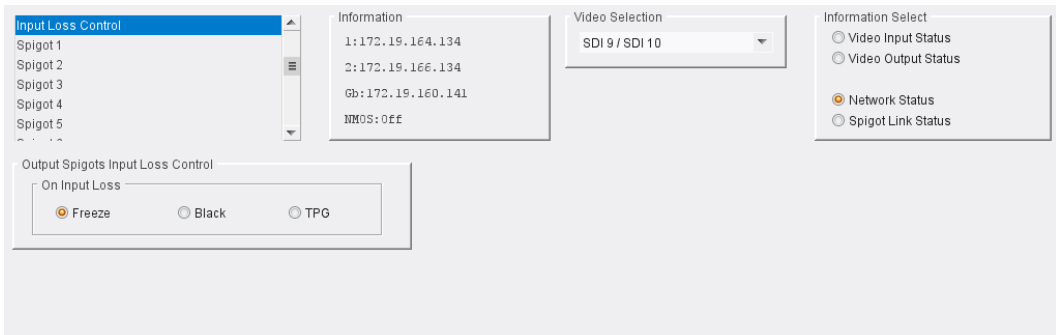 Input Loss Control
Spigot 1
Spigot 2
Spigot 3
Spigot 4
Spigot 5
Information
1:172.19.164.134
2:172.19.166.134
Gb:172.19.160.141
NMOS:Off
Video Selection
SDI 9 / SDI 10
Information Select
Video Input Status
Video Output Status
Network Status
Spigot Link Status
Output Spigots Input Loss Control
On Input Loss
Freeze
Black
TPG